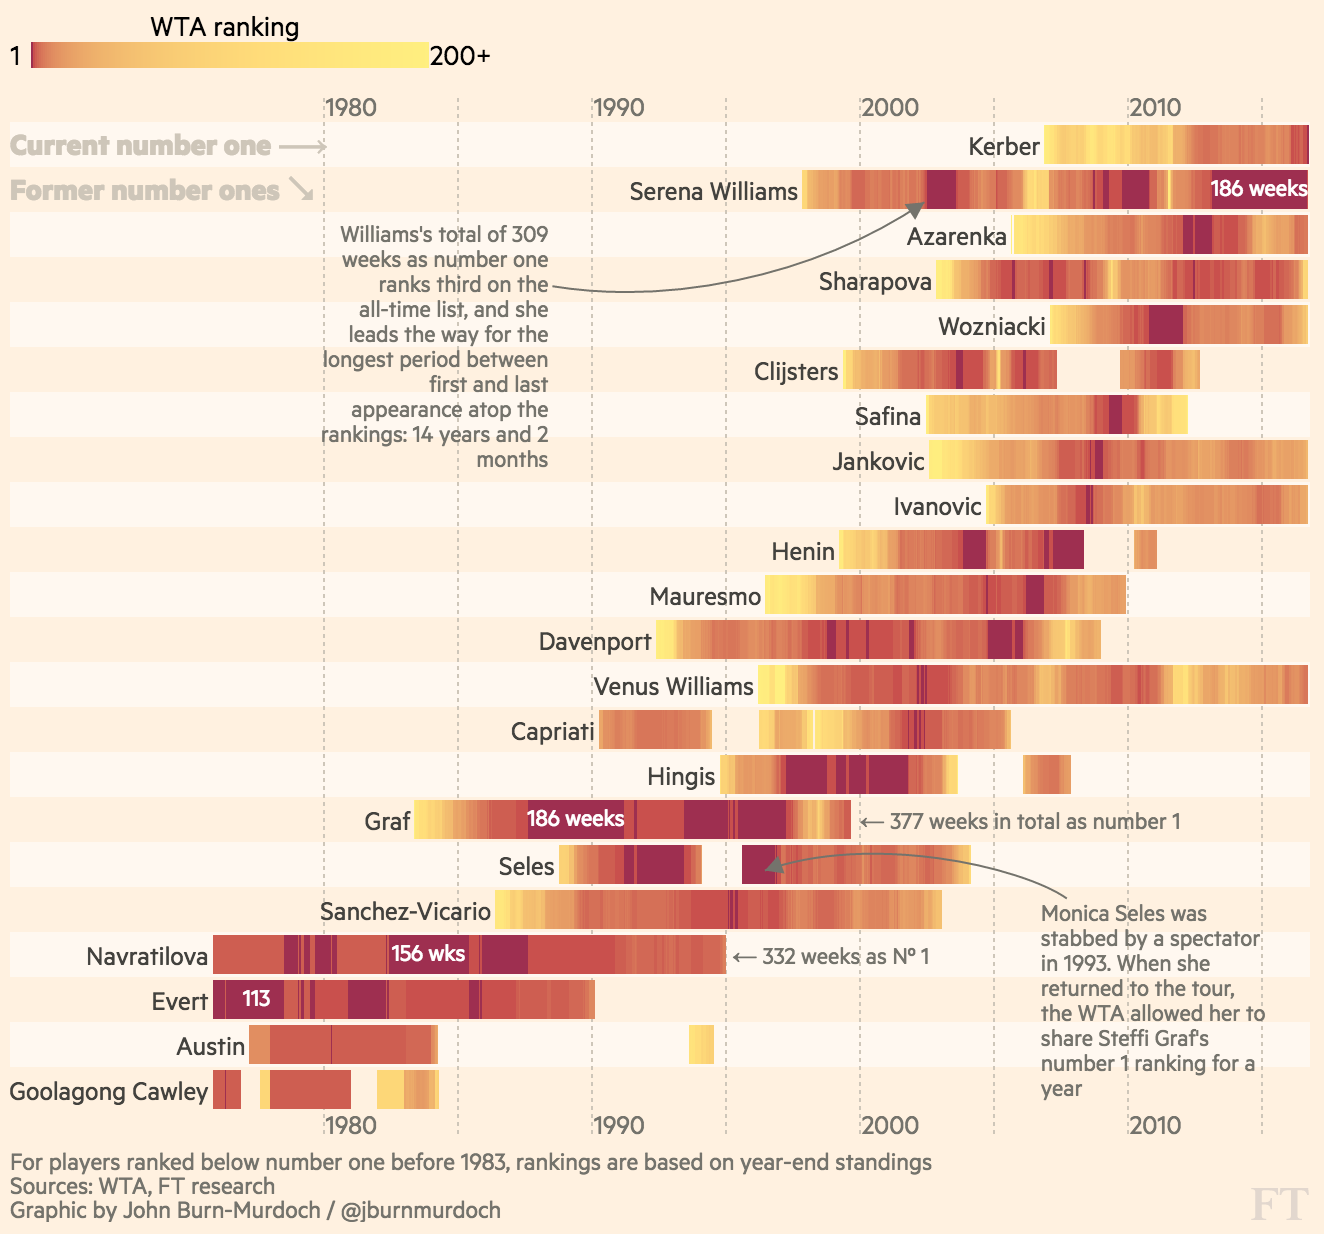 WTA ranking
1 200+
1980 1990 2000 2010
Current number one →
Kerber
Former number ones ↘
Serena Williams
186 weeks
Williams's total of 309
weeks as number one
ranks third on the
all-time list, and she
leads the way for the
longest period between
first and last
appearance atop the
rankings: 14 years and 2
months
Azarenka
Sharapova
Wozniacki
Clijsters
Safina
Jankovic
Ivanovic
Henin
Mauresmo
Davenport
Venus Williams
Capriati
Hingis
Graf
186 weeks
← 377 weeks in total as number 1
Seles
Sanchez-Vicario
Monica Seles was
stabbed by a spectator
in 1993. When she
returned to the tour,
the WTA allowed her to
share Steffi Graf's
number 1 ranking for a
year
Navratilova
156 wks
← 332 weeks as Nº 1
Evert
113
Austin
Goolagong Cawley
1980 1990 2000 2010
For players ranked below number one before 1983, rankings are based on year-end standings
Sources: WTA, FT research
Graphic by John Burn-Murdoch / @jburnmurdoch
FT